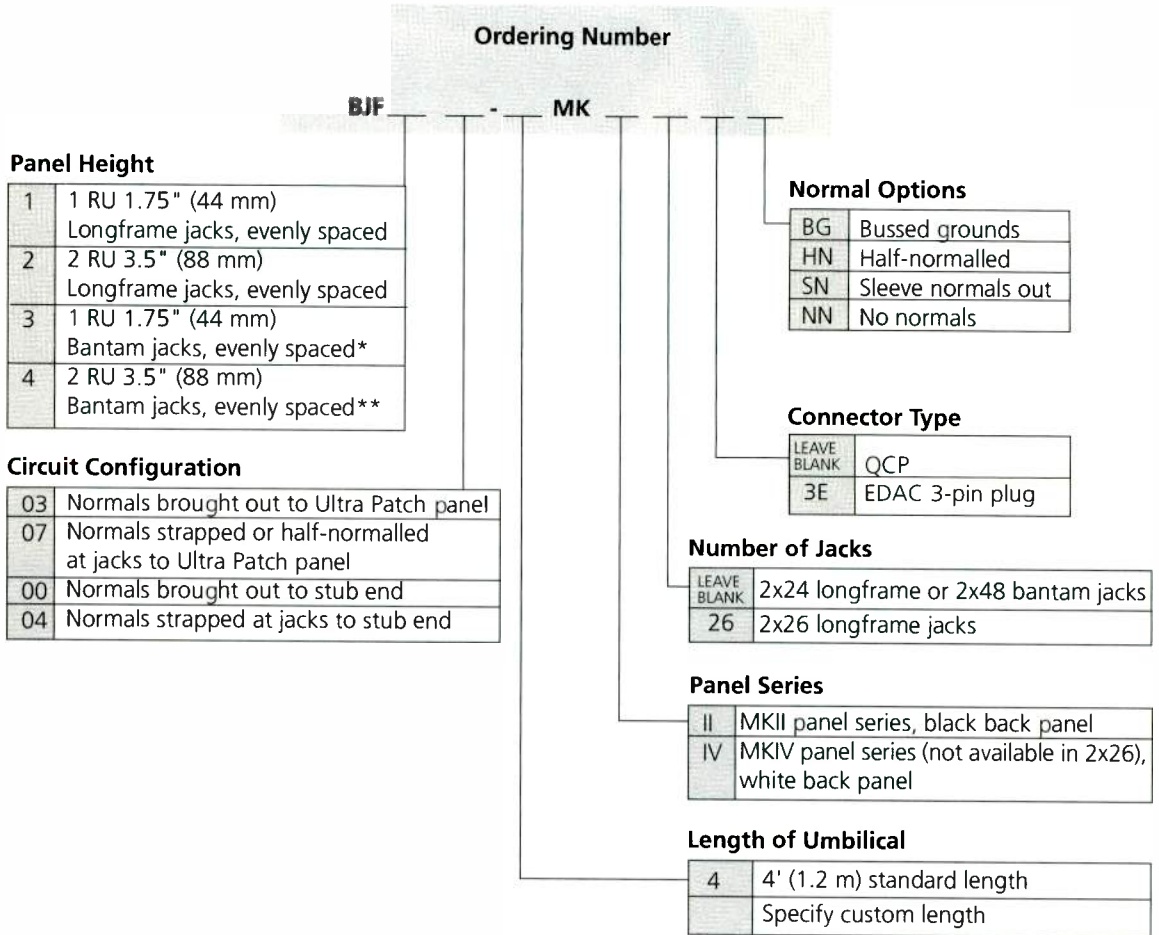 Ordering Number
BJF __ __ - __ MK __ __ __ __
Panel Height
1 1 RU 1.75" (44 mm)
Longframe jacks, evenly spaced
2 2 RU 3.5" (88 mm)
Longframe jacks, evenly spaced
3 1 RU 1.75" (44 mm)
Bantam jacks, evenly spaced*
4 2 RU 3.5" (88 mm)
Bantam jacks, evenly spaced**
Circuit Configuration
03 Normals brought out to Ultra Patch panel
07 Normals strapped or half-normalled
at jacks to Ultra Patch panel
00 Normals brought out to stub end
04 Normals strapped at jacks to stub end
Normal Options
BG Bussed grounds
HN Half-normalled
SN Sleeve normals out
NN No normals
Connector Type
LEAVE
BLANK QCP
3E EDAC 3-pin plug
Number of Jacks
LEAVE
BLANK 2x24 longframe or 2x48 bantam jacks
26 2x26 longframe jacks
Panel Series
II MKII panel series, black back panel
IV MKIV panel series (not available in 2x26),
white back panel
Length of Umbilical
4 4' (1.2 m) standard length
Specify custom length